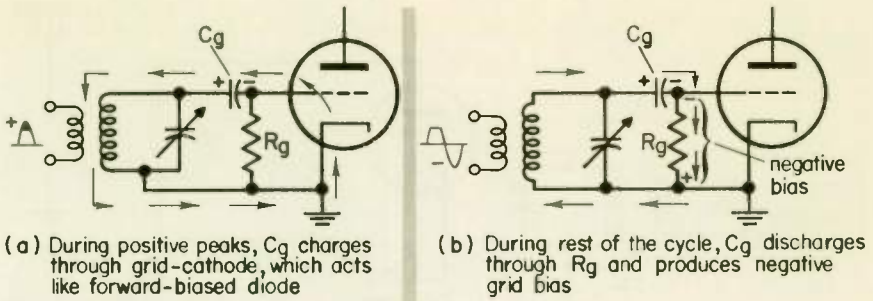 Cg
+ -
+
Rg
(a) During positive peaks, Cg charges
through grid-cathode, which acts
like forward-biased diode
Cg
+ -
-
Rg
-
+
negative
bias
(b) During rest of the cycle, Cg discharges
through Rg and produces negative
grid bias